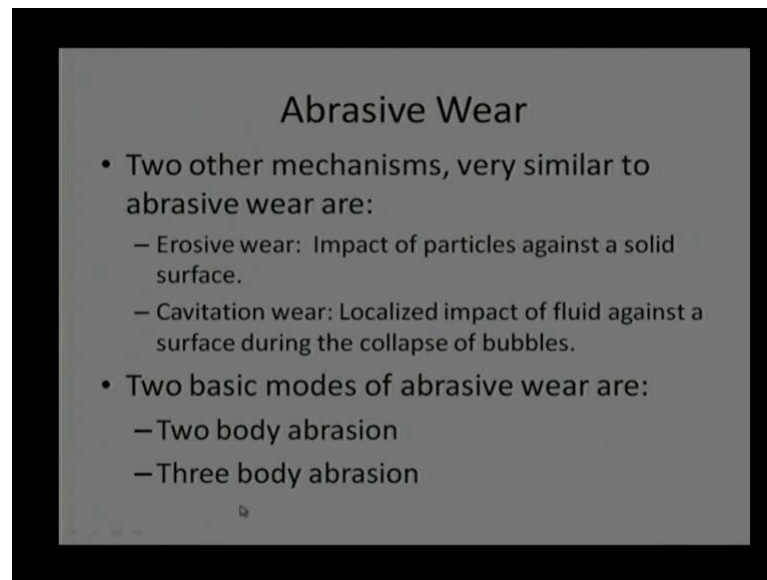 Abrasive Wear
• Two other mechanisms, very similar to
abrasive wear are:
– Erosive wear: Impact of particles against a solid
surface.
– Cavitation wear: Localized impact of fluid against a
surface during the collapse of bubbles.
• Two basic modes of abrasive wear are:
–Two body abrasion
–Three body abrasion